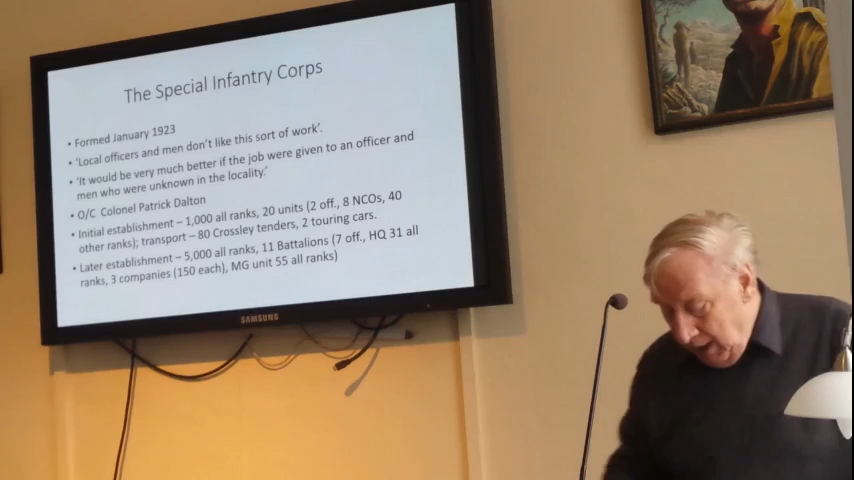 The Special Infantry Corps
• Formed January 1923
• 'Local officers and men don't like this sort of work'.
• 'It would be very much better if the job were given to an officer and
men who were unknown in the locality.'
• O/C Colonel Patrick Dalton
• Initial establishment – 1,000 all ranks, 20 units (2 off., 8 NCOs, 40
other ranks); transport – 80 Crossley tenders, 2 touring cars.
• Later establishment – 5,000 all ranks, 11 Battalions (7 off., HQ 31 all
ranks, 3 companies (150 each), MG unit 55 all ranks)
SAMSUNG